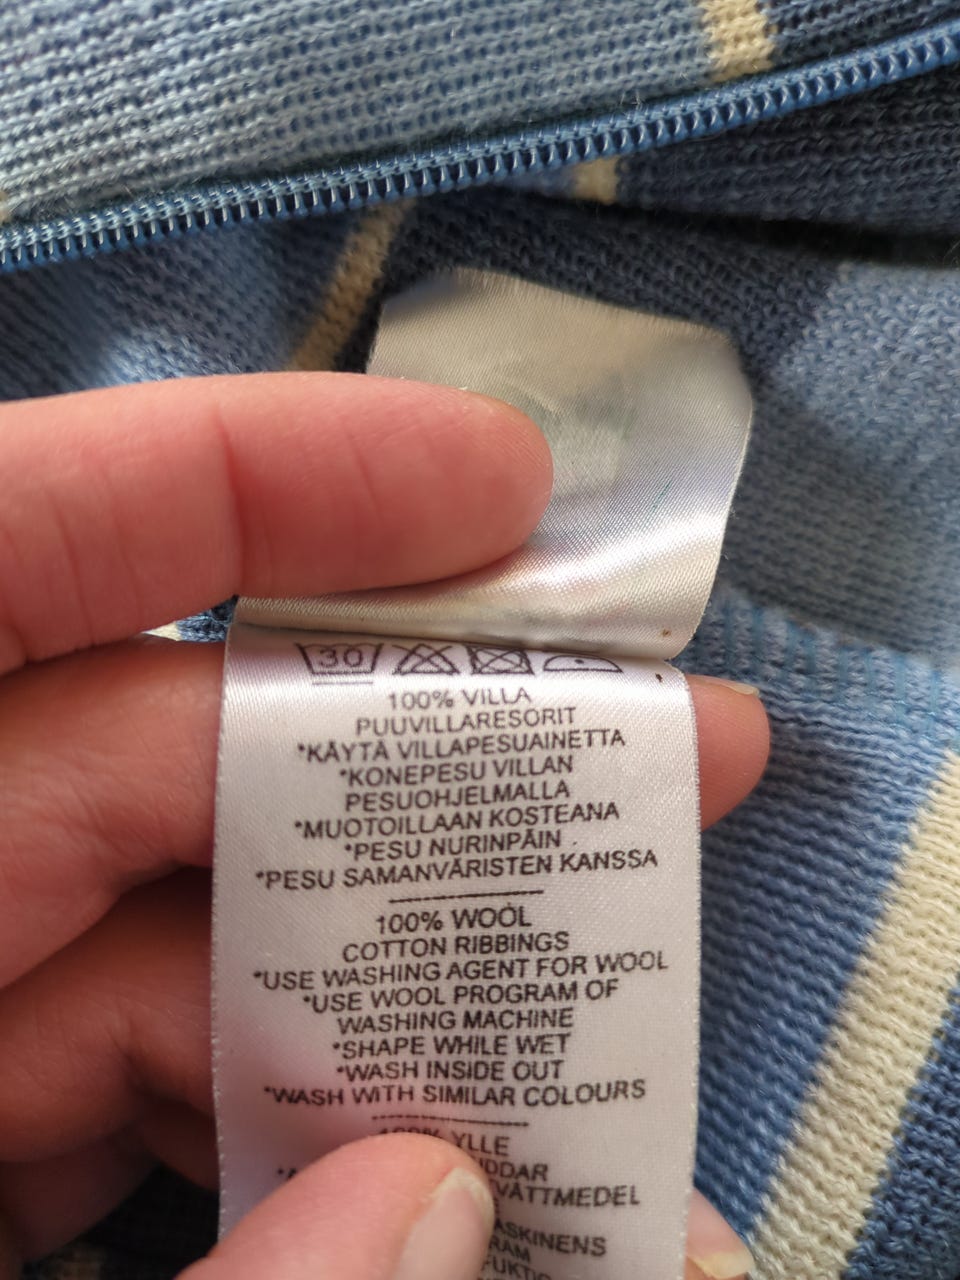 30
100% VILLA
PUUVILLARESORIT
*KÄYTÄ VILLAPESUAINETTA
*KONEPESU VILLAN
PESUOHJELMALLA
*MUOTOILLAAN KOSTEANA
*PESU NURINPÄIN
*PESU SAMANVÄRISTEN KANSSA
100% WOOL
COTTON RIBBINGS
*USE WASHING AGENT FOR WOOL
*USE WOOL PROGRAM OF
WASHING MACHINE
*SHAPE WHILE WET
*WASH INSIDE OUT
*WASH WITH SIMILAR COLOURS
100% YLLE